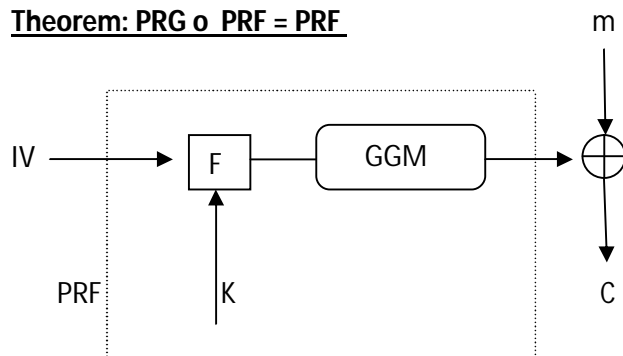 Theorem: PRG o PRF = PRF
m
IV
F
GGM
PRF
K
C